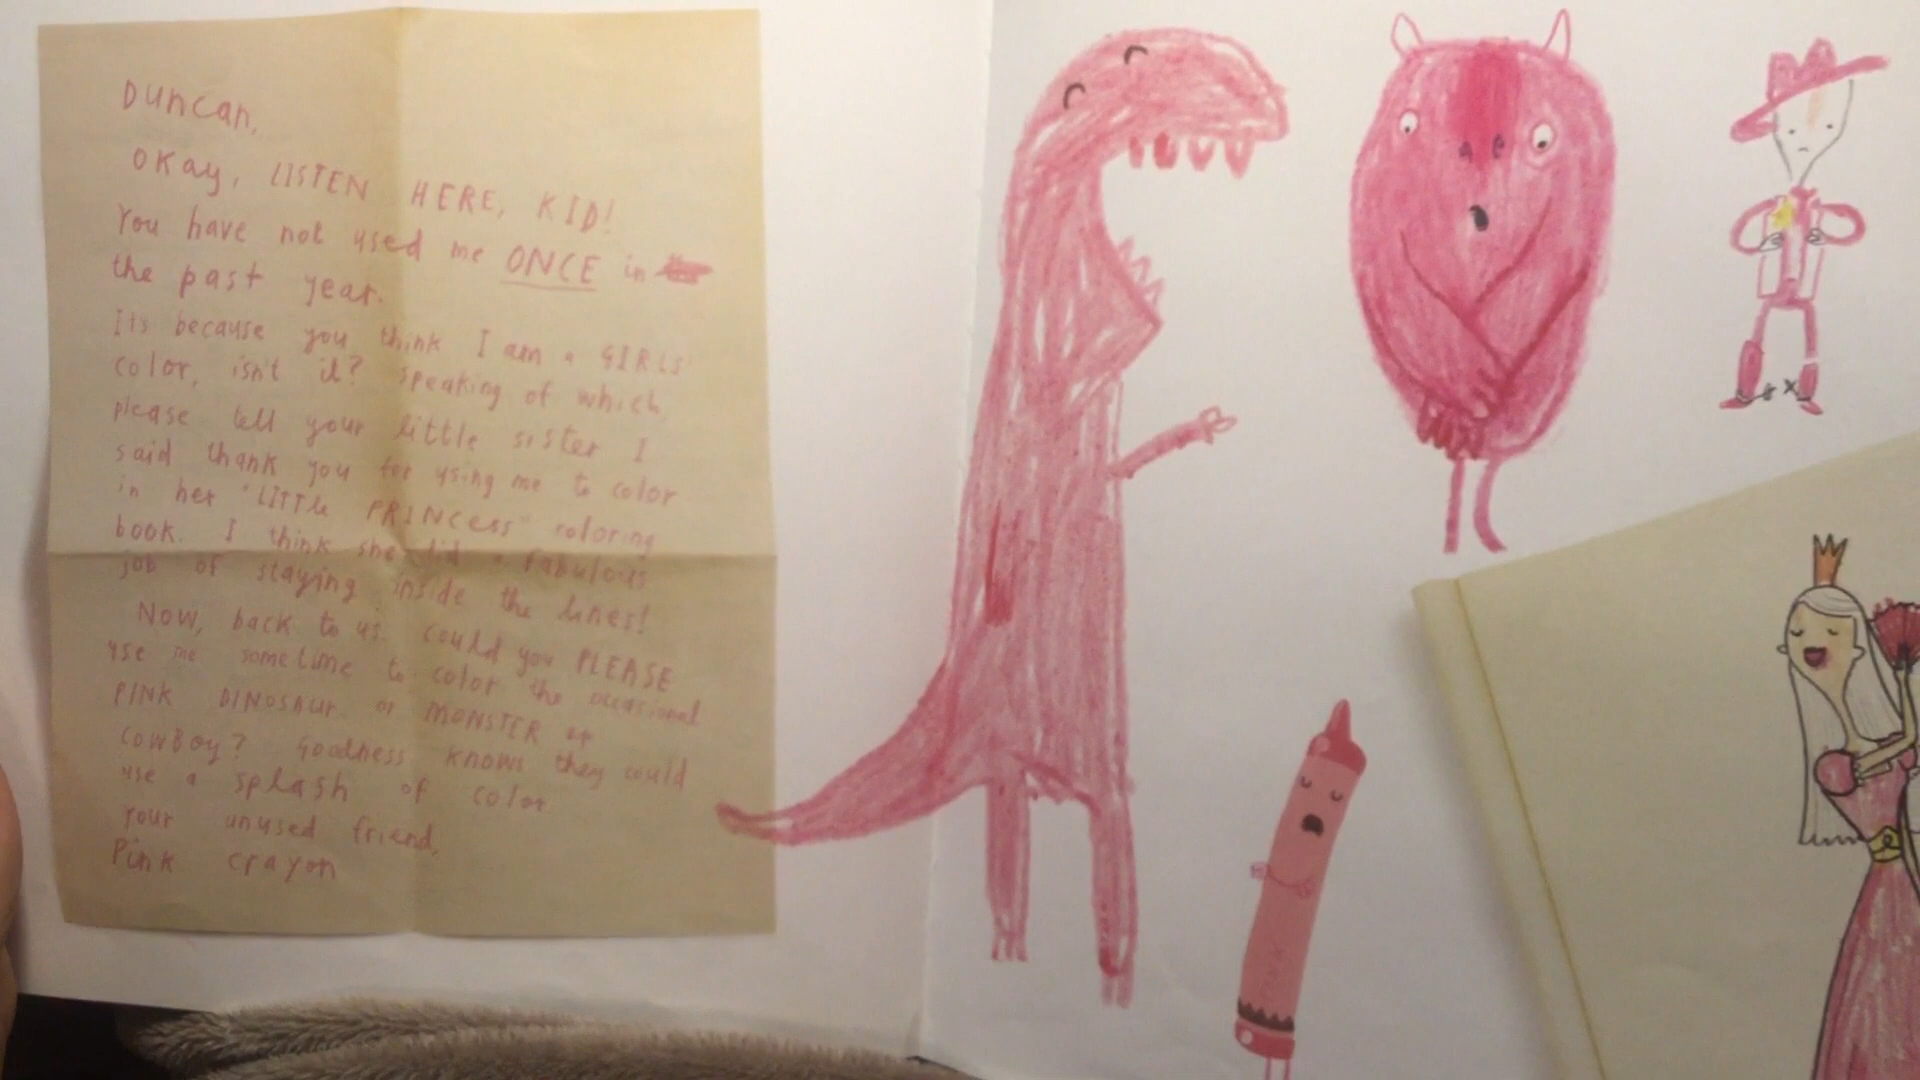 Duncan,
OKay, LISTEN HERE, KID!
You have not used me ONCE in
the past year.
Its because you think I am a GIRLS'
color, isn't it? Speaking of which
please tell your little sister I
said thank you for using me to color
in her "LITTLe PRINCess" coloring
book. I think she did a fabulous
job of staying inside the lines!
Now, back to us. Could you PLEASE
use me sometime to color the occasional
PINK DINOSAUR or MONSTER or
COWBOY? Goodness knows they could
use a splash of color.
Your unused friend,
Pink crayon